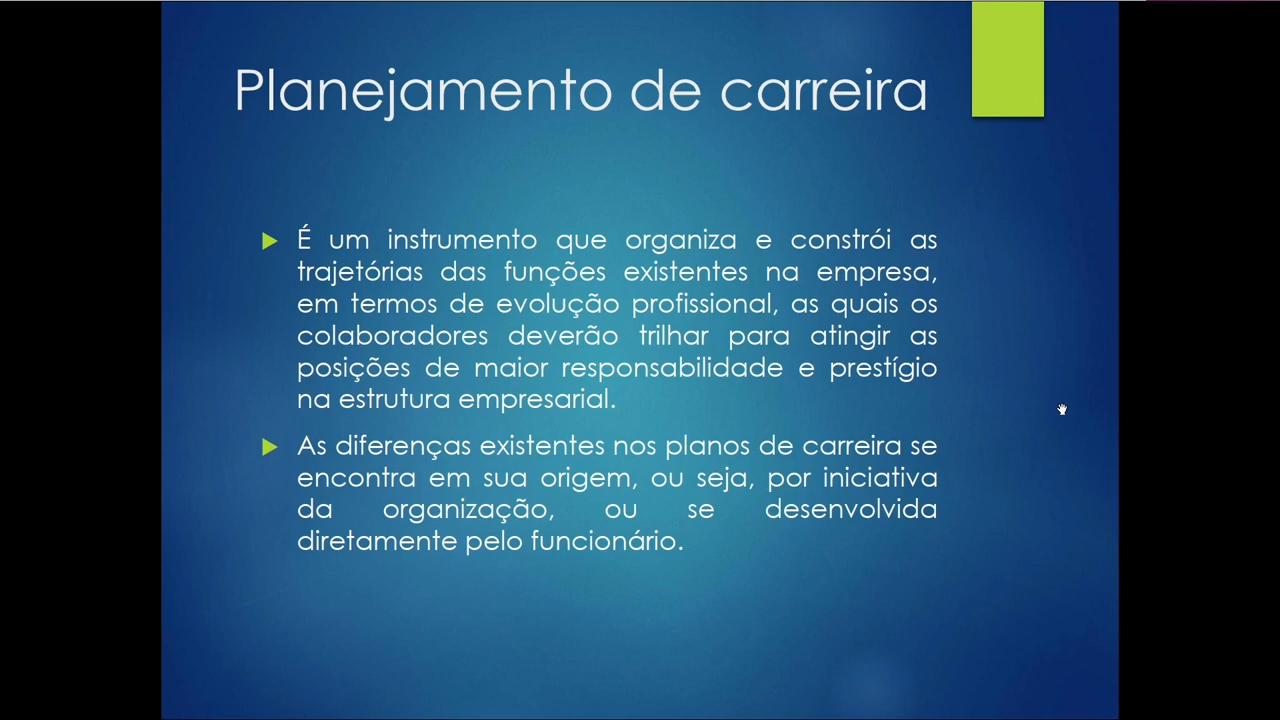 Planejamento de carreira
É um instrumento que organiza e constrói as
trajetórias das funções existentes na empresa,
em termos de evolução profissional, as quais os
colaboradores deverão trilhar para atingir as
posições de maior responsabilidade e prestígio
na estrutura empresarial.
As diferenças existentes nos planos de carreira se
encontra em sua origem, ou seja, por iniciativa
da organização, ou se desenvolvida
diretamente pelo funcionário.